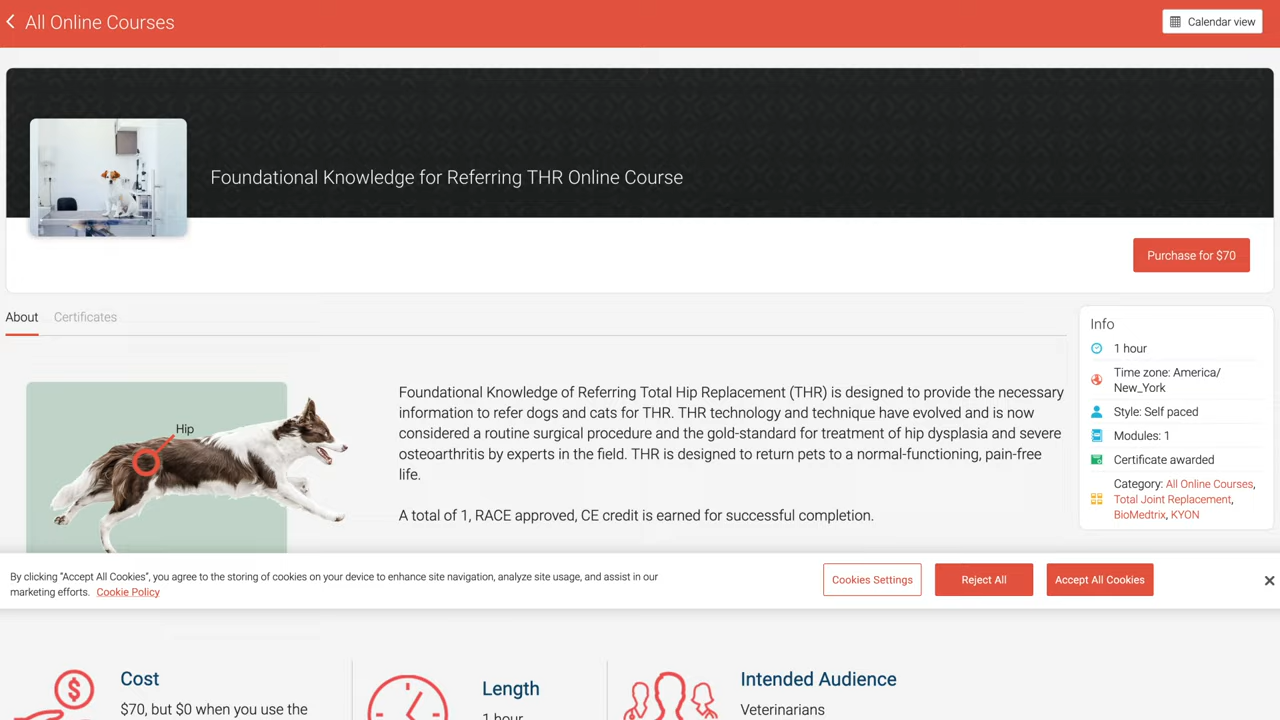 All Online Courses
Calendar view
Foundational Knowledge for Referring THR Online Course
Purchase for $70
About
Certificates
Info
1 hour
Time zone: America/
New_York
Style: Self paced
Modules: 1
Certificate awarded
Category: All Online Courses,
Total Joint Replacement,
BioMedtrix, KYON
Hip
Foundational Knowledge of Referring Total Hip Replacement (THR) is designed to provide the necessary
information to refer dogs and cats for THR. THR technology and technique have evolved and is now
considered a routine surgical procedure and the gold-standard for treatment of hip dysplasia and severe
osteoarthritis by experts in the field. THR is designed to return pets to a normal-functioning, pain-free
life.
A total of 1, RACE approved, CE credit is earned for successful completion.
By clicking “Accept All Cookies”, you agree to the storing of cookies on your device to enhance site navigation, analyze site usage, and assist in our
marketing efforts. Cookie Policy
Cookies Settings
Reject All
Accept All Cookies
Cost
$70, but $0 when you use the
Length
1 hour
Intended Audience
Veterinarians